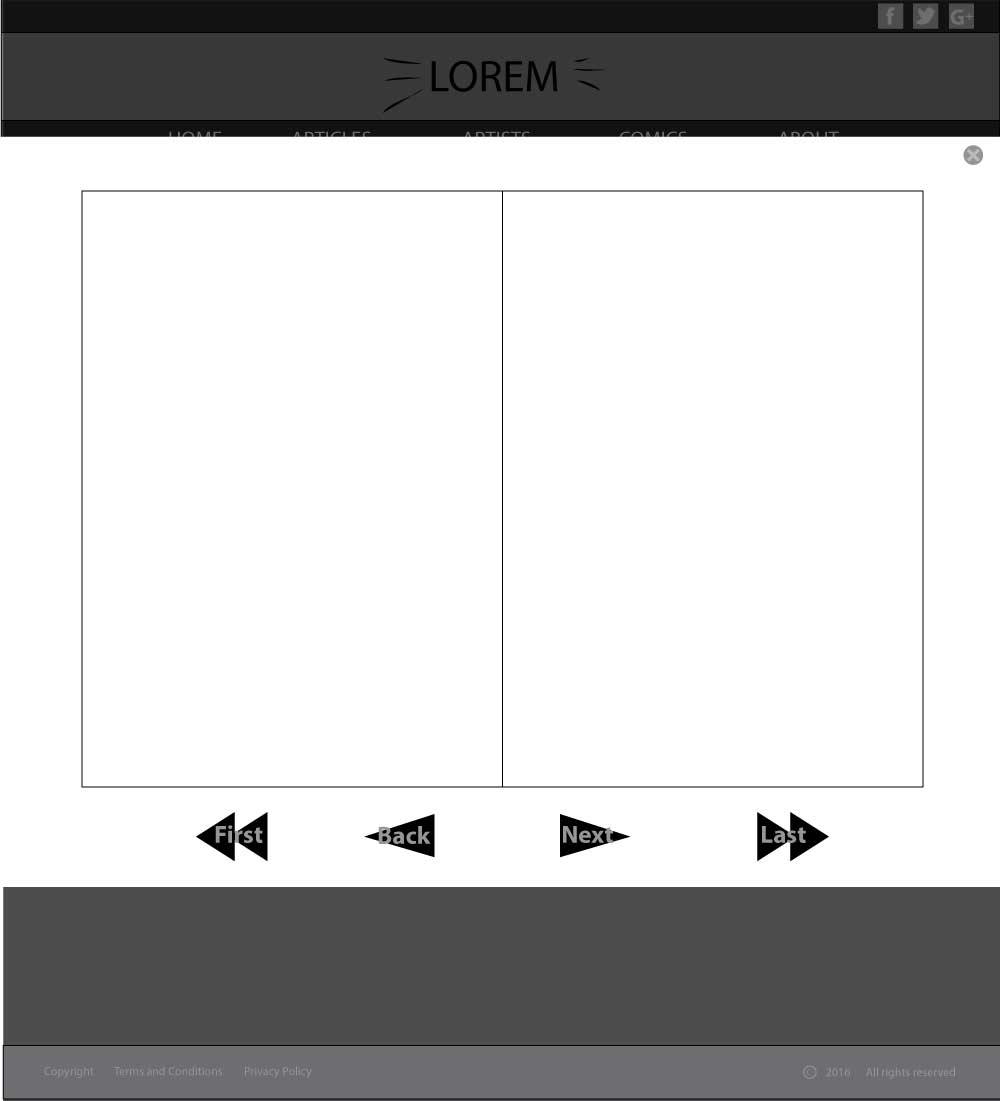 f G+
LOREM
HOME ARTICLES ARTISTS COMICS ABOUT
First Back Next Last
Copyright Terms and Conditions Privacy Policy © 2016 All rights reserved